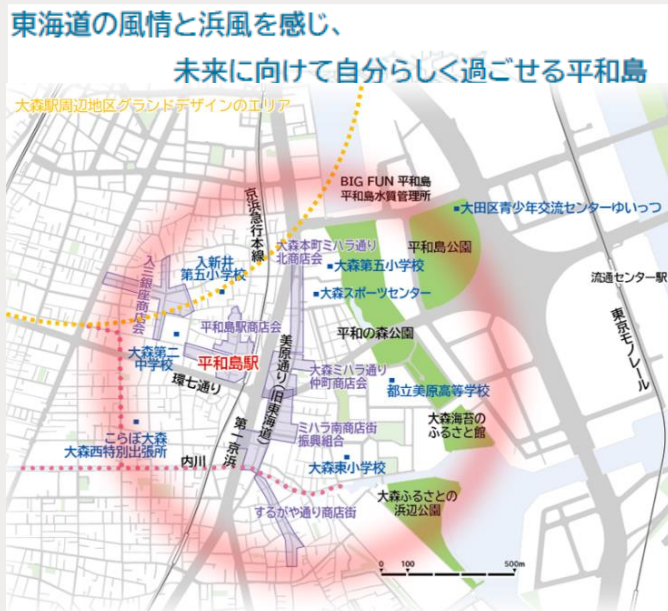 東海道の風情と浜風を感じ、
未来に向けて自分らしく過ごせる平和島
大森駅周辺地区グランドデザインのエリア
京浜急行本線
BIG FUN 平和島
平和島水質管理所
大田区青少年交流センターゆいっつ
入三銀座商店会
入新井
第五小学校
大森本町ミハラ通り
北商店会
大森第五小学校
平和島公園
大森スポーツセンター
流通センター駅
東京モノレール
平和島駅商店会
平和の森公園
大森第二
中学校
平和島駅
美原通り(旧東海道)
大森ミハラ通り
仲町商店会
環七通り
都立美原高等学校
第一京浜
ミハラ南商店街
振興組合
大森海苔の
ふるさと館
こらぼ大森
大森西特別出張所
内川
大森東小学校
するがや通り商店街
大森ふるさとの
浜辺公園
0 100 500m